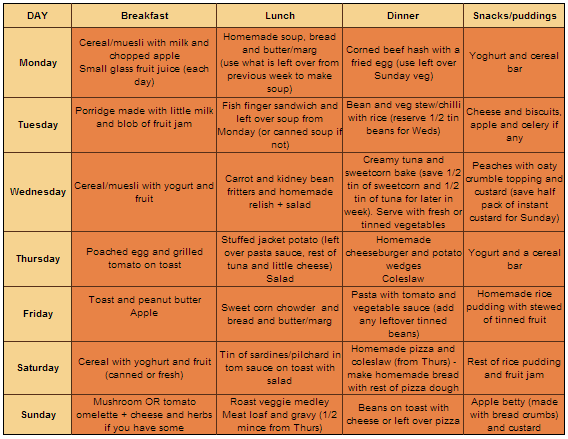 DAY
Breakfast
Lunch
Dinner
Snacks/puddings
Monday
Cereal/muesli with milk and
chopped apple
Small glass fruit juice (each
day)
Homemade soup, bread
and butter/marg
(use what is left over from
previous week to make
soup)
Corned beef hash with a
fried egg (use left over
Sunday veg)
Yoghurt and cereal
bar
Tuesday
Porridge made with little milk
and blob of fruit jam
Fish finger sandwich and
left over soup from
Monday (or canned soup if
not)
Bean and veg stew/chilli
with rice (reserve 1/2 tin
beans for Weds)
Cheese and biscuits,
apple and celery if
any
Wednesday
Cereal/muesli with yogurt and
fruit
Carrot and kidney bean
fritters and homemade
relish + salad
Creamy tuna and
sweetcorn bake (save 1/2
tin of sweetcorn and 1/2
tin of tuna for later in
week). Serve with fresh or
tinned vegetables
Peaches with oaty
crumble topping and
custard (save half
pack of instant
custard for Sunday)
Thursday
Poached egg and grilled
tomato on toast
Stuffed jacket potato (left
over pasta sauce, rest of
tuna and little cheese)
Salad
Homemade
cheeseburger and potato
wedges
Coleslaw
Yogurt and a cereal
bar
Friday
Toast and peanut butter
Apple
Sweet corn chowder and
bread and butter/marg
Pasta with tomato and
vegetable sauce (add
any leftover tinned
beans)
Homemade rice
pudding with stewed
of tinned fruit
Saturday
Cereal with yoghurt and fruit
(canned or fresh)
Tin of sardines/pilchard in
tom sauce on toast with
salad
Homemade pizza and
coleslaw (from Thurs) -
make homemade bread
with rest of pizza dough
Rest of rice pudding
and fruit jam
Sunday
Mushroom OR tomato
omelette + cheese and herbs
if you have some
Roast veggie medley
Meat loaf and gravy (1/2
mince from Thurs)
Beans on toast with
cheese or left over pizza
Apple betty (made
with bread crumbs) and
custard